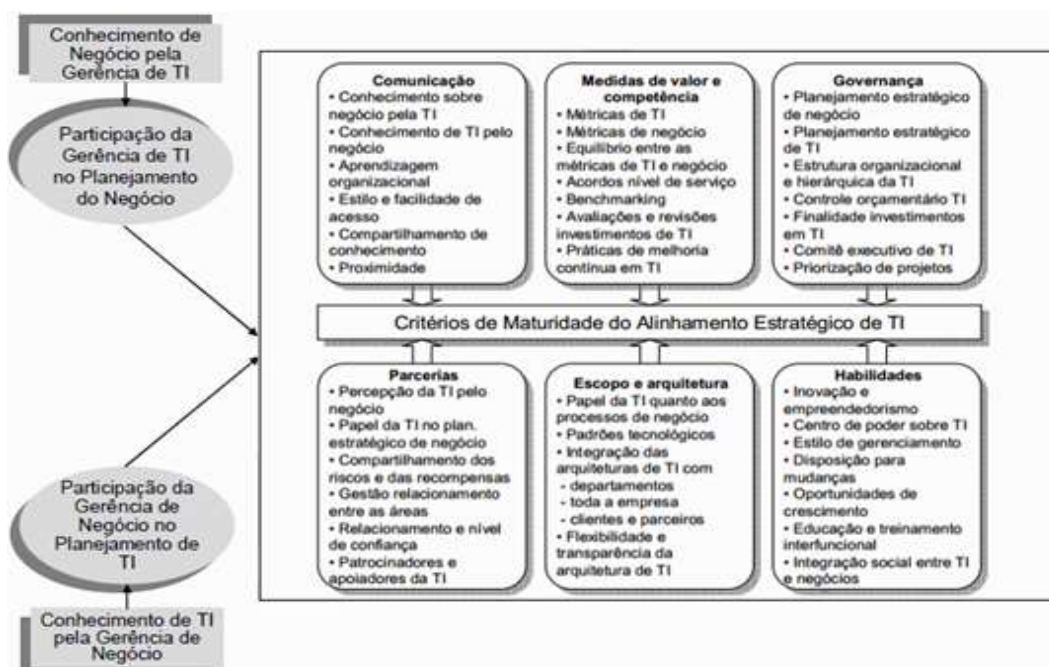 Conhecimento de
Negócio pela
Gerência de TI
Participação da
Gerência de TI
no Planejamento
do Negócio
Participação da
Gerência de
Negócio no
Planejamento de
TI
Conhecimento de TI
pela Gerência de
Negócio
Comunicação
• Conhecimento sobre
negócio pela TI
• Conhecimento de TI pelo
negócio
• Aprendizagem
organizacional
• Estilo e facilidade de
acesso
• Compartilhamento de
conhecimento
• Proximidade
Medidas de valor e
competência
• Métricas de TI
• Métricas de negócio
• Equilíbrio entre as
métricas de TI e negócio
• Acordos nível de serviço
• Benchmarking
• Avaliações e revisões
investimentos de TI
• Práticas de melhoria
contínua em TI
Governança
• Planejamento estratégico
de negócio
• Planejamento estratégico
de TI
• Estrutura organizacional
e hierárquica da TI
• Controle orçamentário TI
• Finalidade investimentos
em TI
• Comitê executivo de TI
• Priorização de projetos
Critérios de Maturidade do Alinhamento Estratégico de TI
Parcerias
• Percepção da TI pelo
negócio
• Papel da TI no plan.
estratégico de negócio
• Compartilhamento dos
riscos e das recompensas
• Gestão relacionamento
entre as áreas
• Relacionamento e nível
de confiança
• Patrocinadores e
apoiadores da TI
Escopo e arquitetura
• Papel da TI quanto aos
processos de negócio
• Padrões tecnológicos
• Integração das
arquiteturas de TI com
- departamentos
- toda a empresa
- clientes e parceiros
• Flexibilidade e
transparência da
arquitetura de TI
Habilidades
• Inovação e
empreendedorismo
• Centro de poder sobre TI
• Estilo de gerenciamento
• Disposição para
mudanças
• Oportunidades de
crescimento
• Educação e treinamento
interfuncional
• Integração social entre TI
e negócios